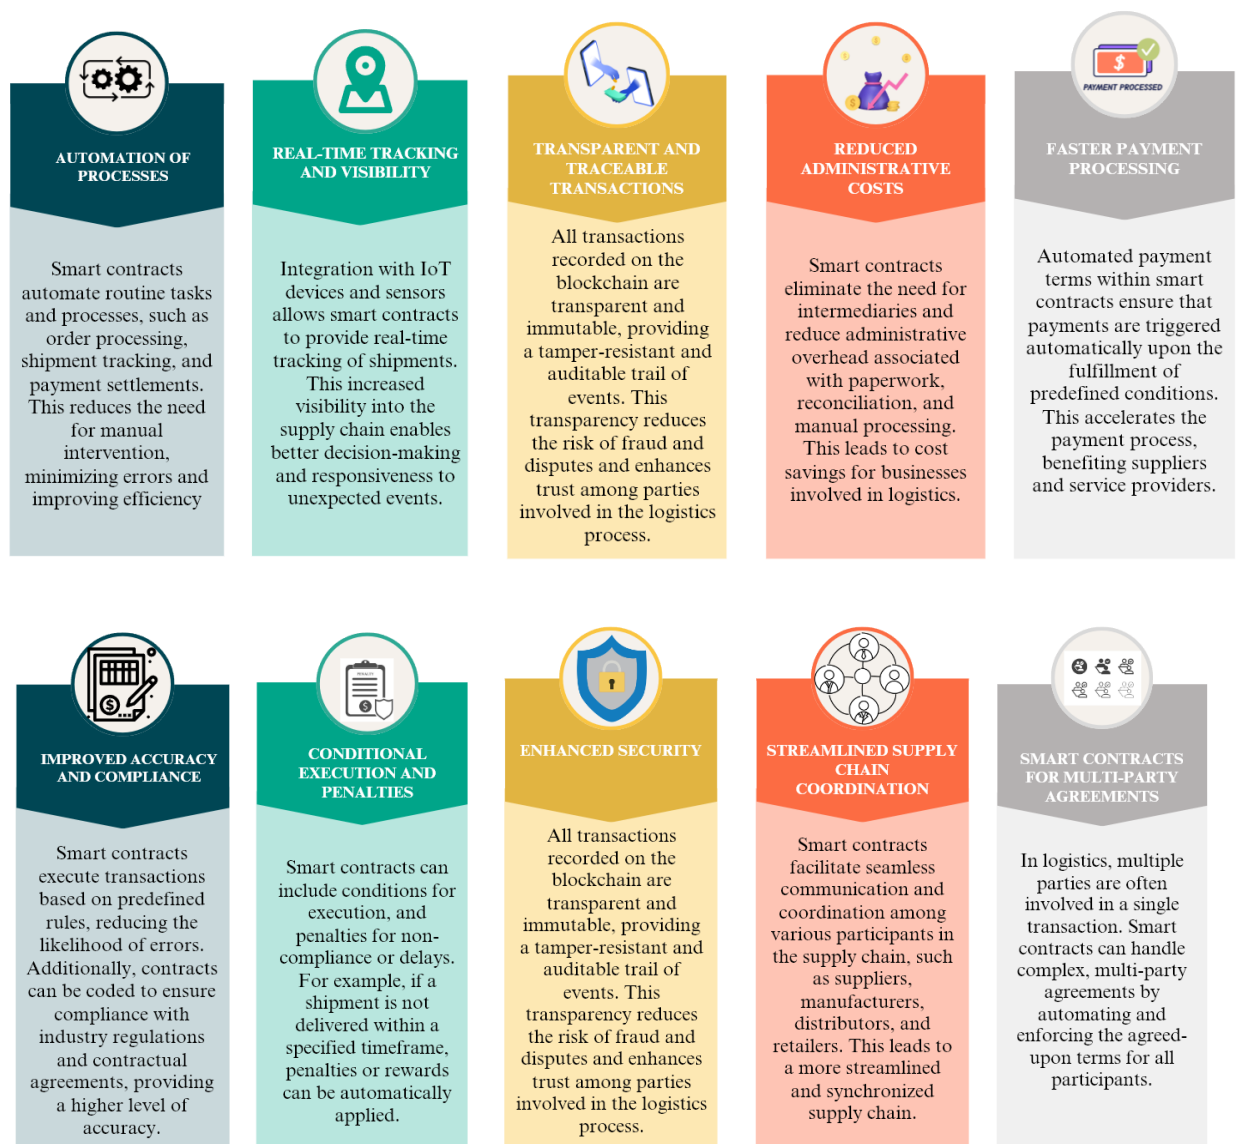 AUTOMATION OF
PROCESSES
Smart contracts
automate routine tasks
and processes, such as
order processing,
shipment tracking, and
payment settlements.
This reduces the need
for manual
intervention,
minimizing errors and
improving efficiency
REAL-TIME TRACKING
AND VISIBILITY
Integration with IoT
devices and sensors
allows smart contracts
to provide real-time
tracking of shipments.
This increased
visibility into the
supply chain enables
better decision-making
and responsiveness to
unexpected events.
TRANSPARENT AND
TRACEABLE
TRANSACTIONS
All transactions
recorded on the
blockchain are
transparent and
immutable, providing
a tamper-resistant and
auditable trail of
events. This
transparency reduces
the risk of fraud and
disputes and enhances
trust among parties
involved in the logistics
process.
REDUCED
ADMINISTRATIVE
COSTS
Smart contracts
eliminate the need for
intermediaries and
reduce administrative
overhead associated
with paperwork,
reconciliation, and
manual processing.
This leads to cost
savings for businesses
involved in logistics.
$
PAYMENT PROCESSED
FASTER PAYMENT
PROCESSING
Automated payment
terms within smart
contracts ensure that
payments are triggered
automatically upon the
fulfillment of
predefined conditions.
This accelerates the
payment process,
benefiting suppliers
and service providers.
$
IMPROVED ACCURACY
AND COMPLIANCE
Smart contracts
execute transactions
based on predefined
rules, reducing the
likelihood of errors.
Additionally, contracts
can be coded to ensure
compliance with
industry regulations
and contractual
agreements, providing
a higher level of
accuracy.
PENALTY
$
CONDITIONAL
EXECUTION AND
PENALTIES
Smart contracts can
include conditions for
execution, and
penalties for non-
compliance or delays.
For example, if a
shipment is not
delivered within a
specified timeframe,
penalties or rewards
can be automatically
applied.
ENHANCED SECURITY
All transactions
recorded on the
blockchain are
transparent and
immutable, providing
a tamper-resistant and
auditable trail of
events. This
transparency reduces
the risk of fraud and
disputes and enhances
trust among parties
involved in the logistics
process.
STREAMLINED SUPPLY
CHAIN
COORDINATION
Smart contracts
facilitate seamless
communication and
coordination among
various participants in
the supply chain, such
as suppliers,
manufacturers,
distributors, and
retailers. This leads to
a more streamlined
and synchronized
supply chain.
SMART CONTRACTS
FOR MULTI-PARTY
AGREEMENTS
In logistics, multiple
parties are often
involved in a single
transaction. Smart
contracts can handle
complex, multi-party
agreements by
automating and
enforcing the agreed-
upon terms for all
participants.